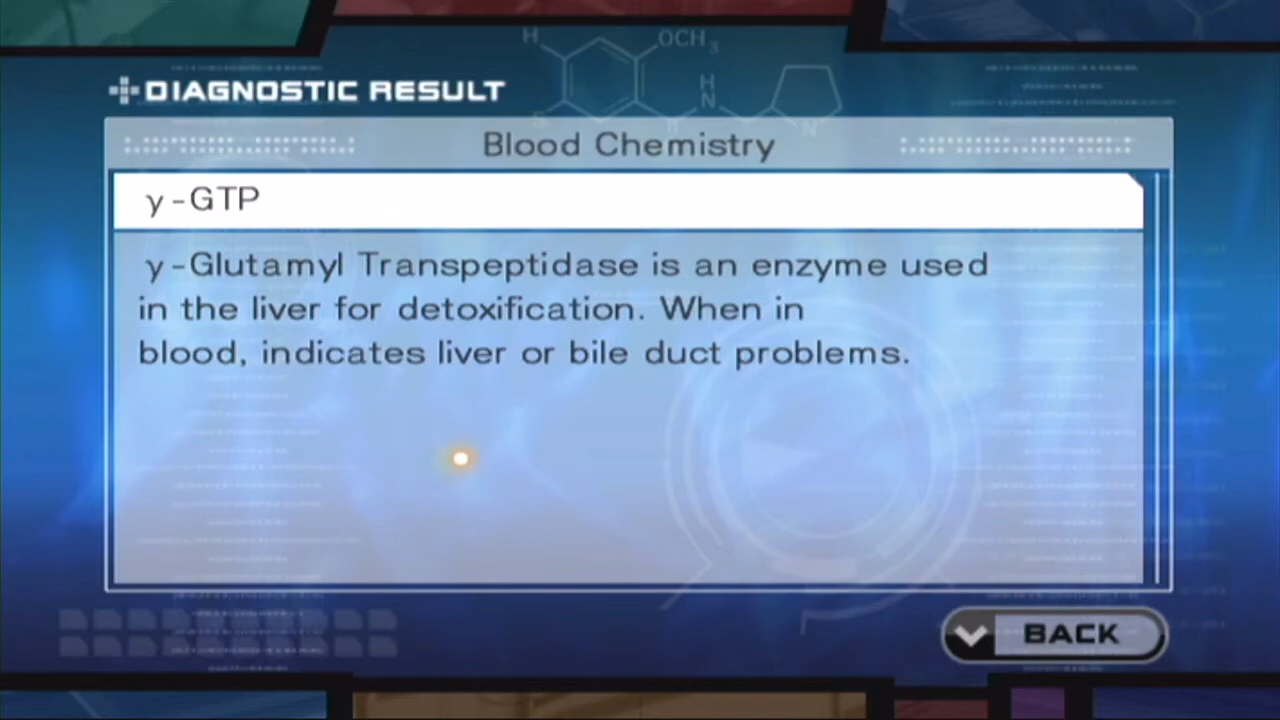 H
OCH3
H
N
N
DIAGNOSTIC RESULT
Blood Chemistry
γ-GTP
γ-Glutamyl Transpeptidase is an enzyme used
in the liver for detoxification. When in
blood, indicates liver or bile duct problems.
BACK